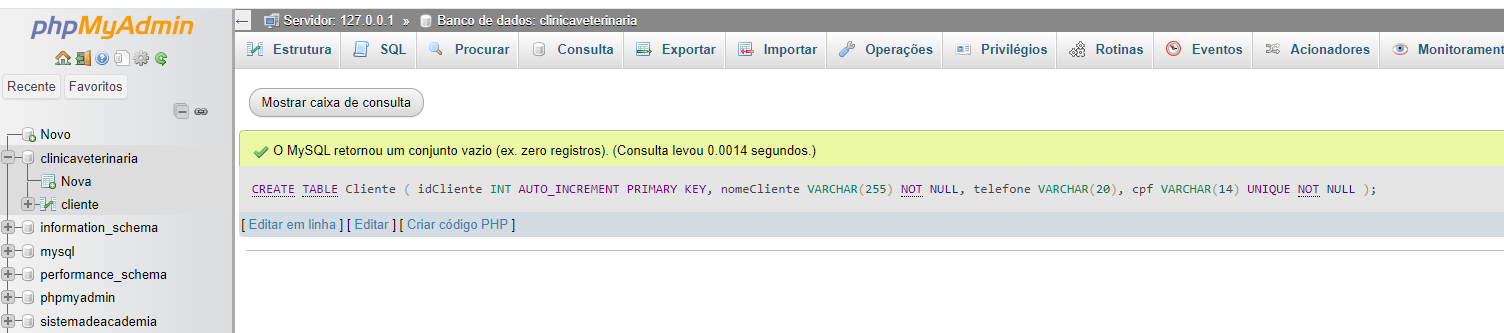 phpMyAdmin
Recente Favoritos
Novo
clinicaveterinaria
Nova
cliente
information_schema
mysql
performance_schema
phpmyadmin
sistemadeacademia
Servidor: 127.0.0.1 » Banco de dados: clinicaveterinaria
Estrutura SQL Procurar Consulta Exportar Importar Operações Privilégios Rotinas Eventos Acionadores Monitorament
Mostrar caixa de consulta
O MySQL retornou um conjunto vazio (ex. zero registros). (Consulta levou 0.0014 segundos.)
CREATE TABLE Cliente ( idCliente INT AUTO_INCREMENT PRIMARY KEY, nomeCliente VARCHAR(255) NOT NULL, telefone VARCHAR(20), cpf VARCHAR(14) UNIQUE NOT NULL );
[ Editar em linha ] [ Editar ] [ Criar código PHP ]